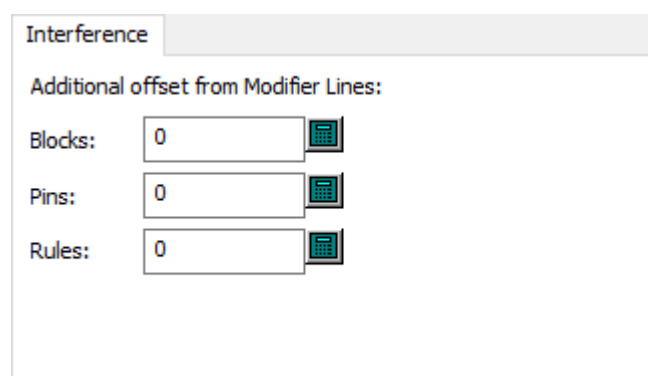 Interference
Additional offset from Modifier Lines:
Blocks: 0
Pins: 0
Rules: 0